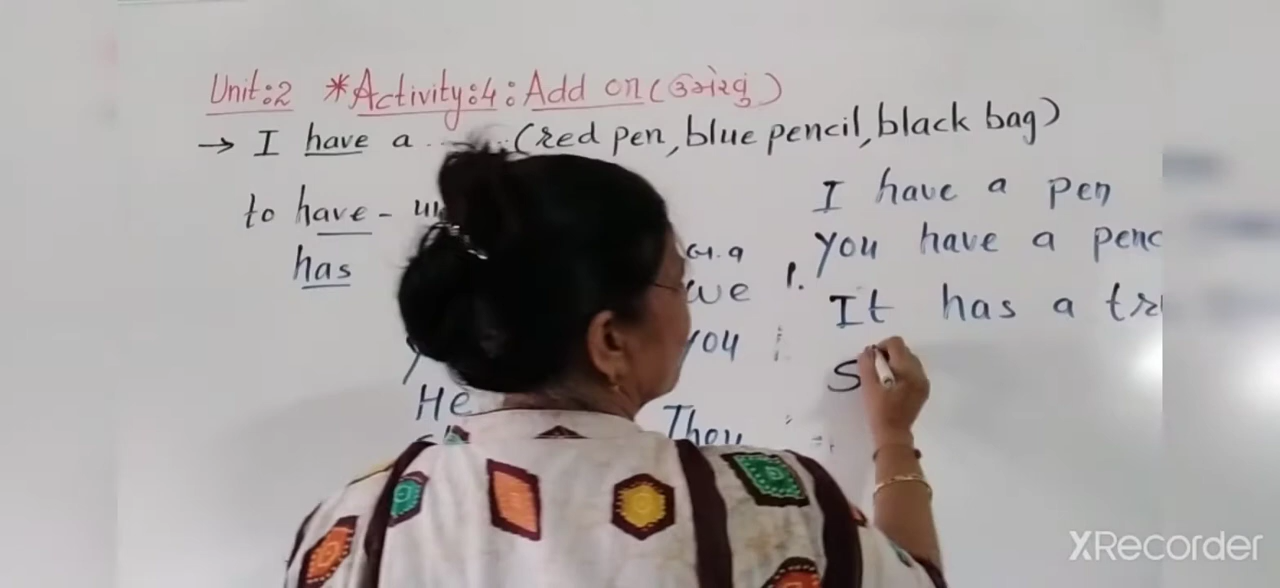 Unit:2 *Activity:4: Add on (ઉમેરવું)
→ I have a ..... (red pen, blue pencil, black bag)
to have -
has
He
બ.વ
we
you
They
1.
I have a pen
you have a penc
It has a tr
S
XRecorder